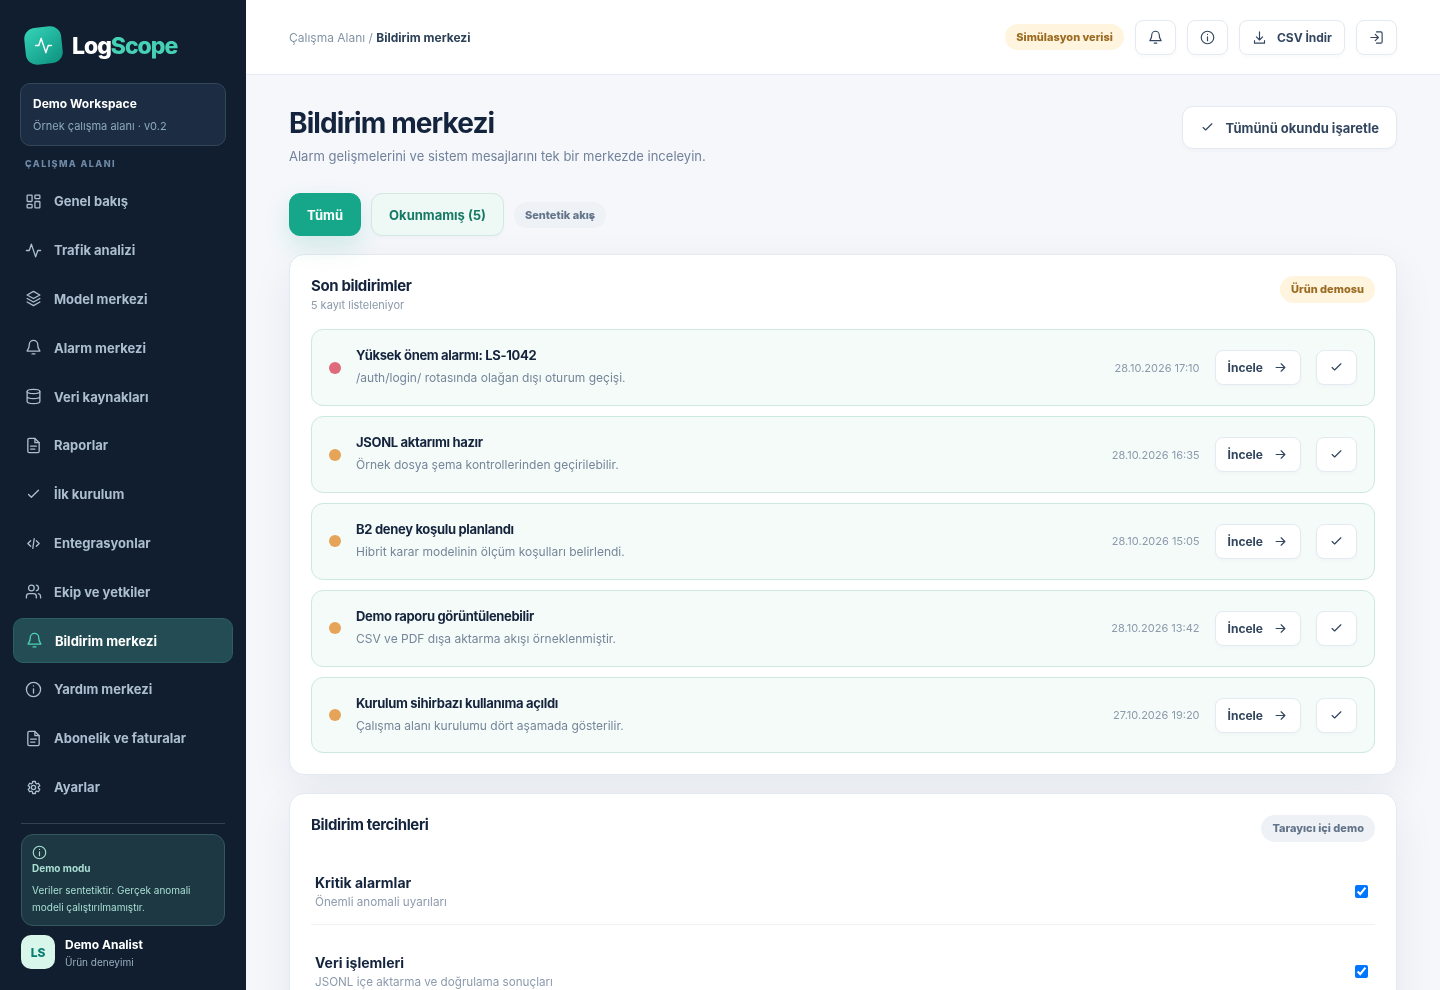 LogScope
Demo Workspace
Örnek çalışma alanı · v0.2
ÇALIŞMA ALANI
Genel bakış
Trafik analizi
Model merkezi
Alarm merkezi
Veri kaynakları
Raporlar
İlk kurulum
Entegrasyonlar
Ekip ve yetkiler
Bildirim merkezi
Yardım merkezi
Abonelik ve faturalar
Ayarlar
Demo modu
Veriler sentetiktir. Gerçek anomali
modeli çalıştırılmamıştır.
LS
Demo Analist
Ürün deneyimi
Çalışma Alanı / Bildirim merkezi
Simülasyon verisi
CSV İndir
Bildirim merkezi
Alarm gelişmelerini ve sistem mesajlarını tek bir merkezde inceleyin.
Tümünü okundu işaretle
Tümü
Okunmamış (5)
Sentetik akış
Son bildirimler
5 kayıt listeleniyor
Ürün demosu
Yüksek önem alarmı: LS-1042
/auth/login/ rotasında olağan dışı oturum geçişi.
28.10.2026 17:10
İncele
JSONL aktarımı hazır
Örnek dosya şema kontrollerinden geçirilebilir.
28.10.2026 16:35
İncele
B2 deney koşulu planlandı
Hibrit karar modelinin ölçüm koşulları belirlendi.
28.10.2026 15:05
İncele
Demo raporu görüntülenebilir
CSV ve PDF dışa aktarma akışı örneklenmiştir.
28.10.2026 13:42
İncele
Kurulum sihirbazı kullanıma açıldı
Çalışma alanı kurulumu dört aşamada gösterilir.
27.10.2026 19:20
İncele
Bildirim tercihleri
Tarayıcı içi demo
Kritik alarmlar
Önemli anomali uyarıları
Veri işlemleri
JSONL içe aktarma ve doğrulama sonuçları